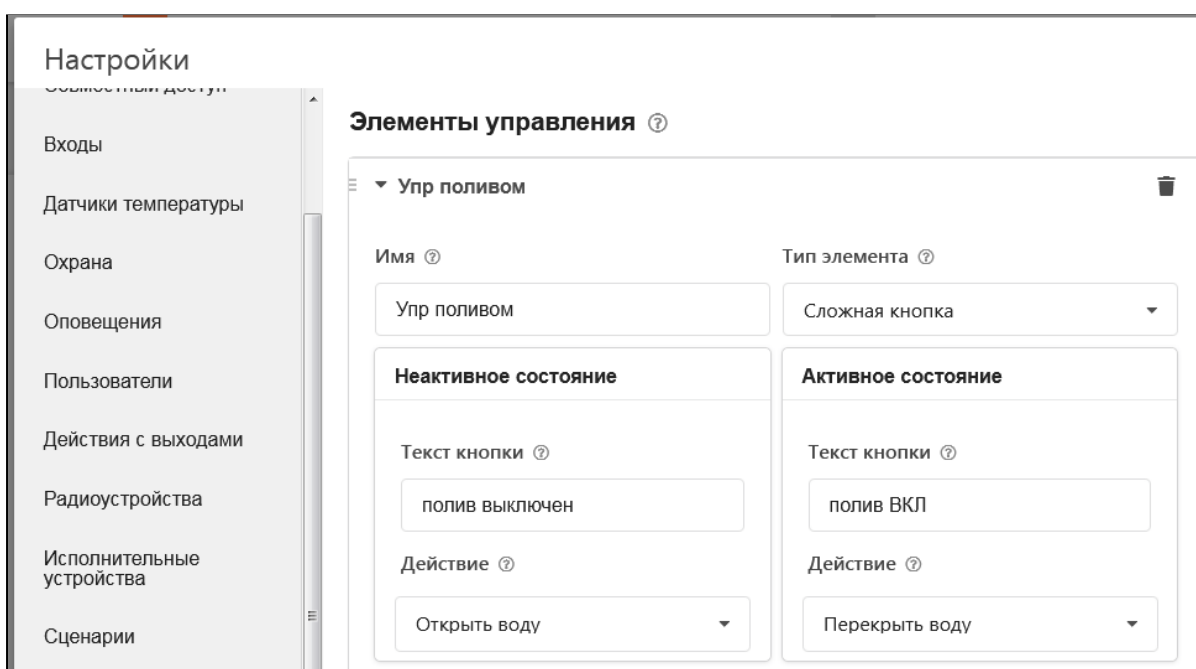 Настройки
Совместный доступ
Входы
Датчики температуры
Охрана
Оповещения
Пользователи
Действия с выходами
Радиоустройства
Исполнительные
устройства
Сценарии
Элементы управления
Упр поливом
Имя
Тип элемента
Упр поливом
Сложная кнопка
Неактивное состояние
Активное состояние
Текст кнопки
Текст кнопки
полив выключен
полив ВКЛ
Действие
Действие
Открыть воду
Перекрыть воду